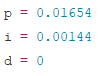 p = 0.01654
i = 0.00144
d = 0